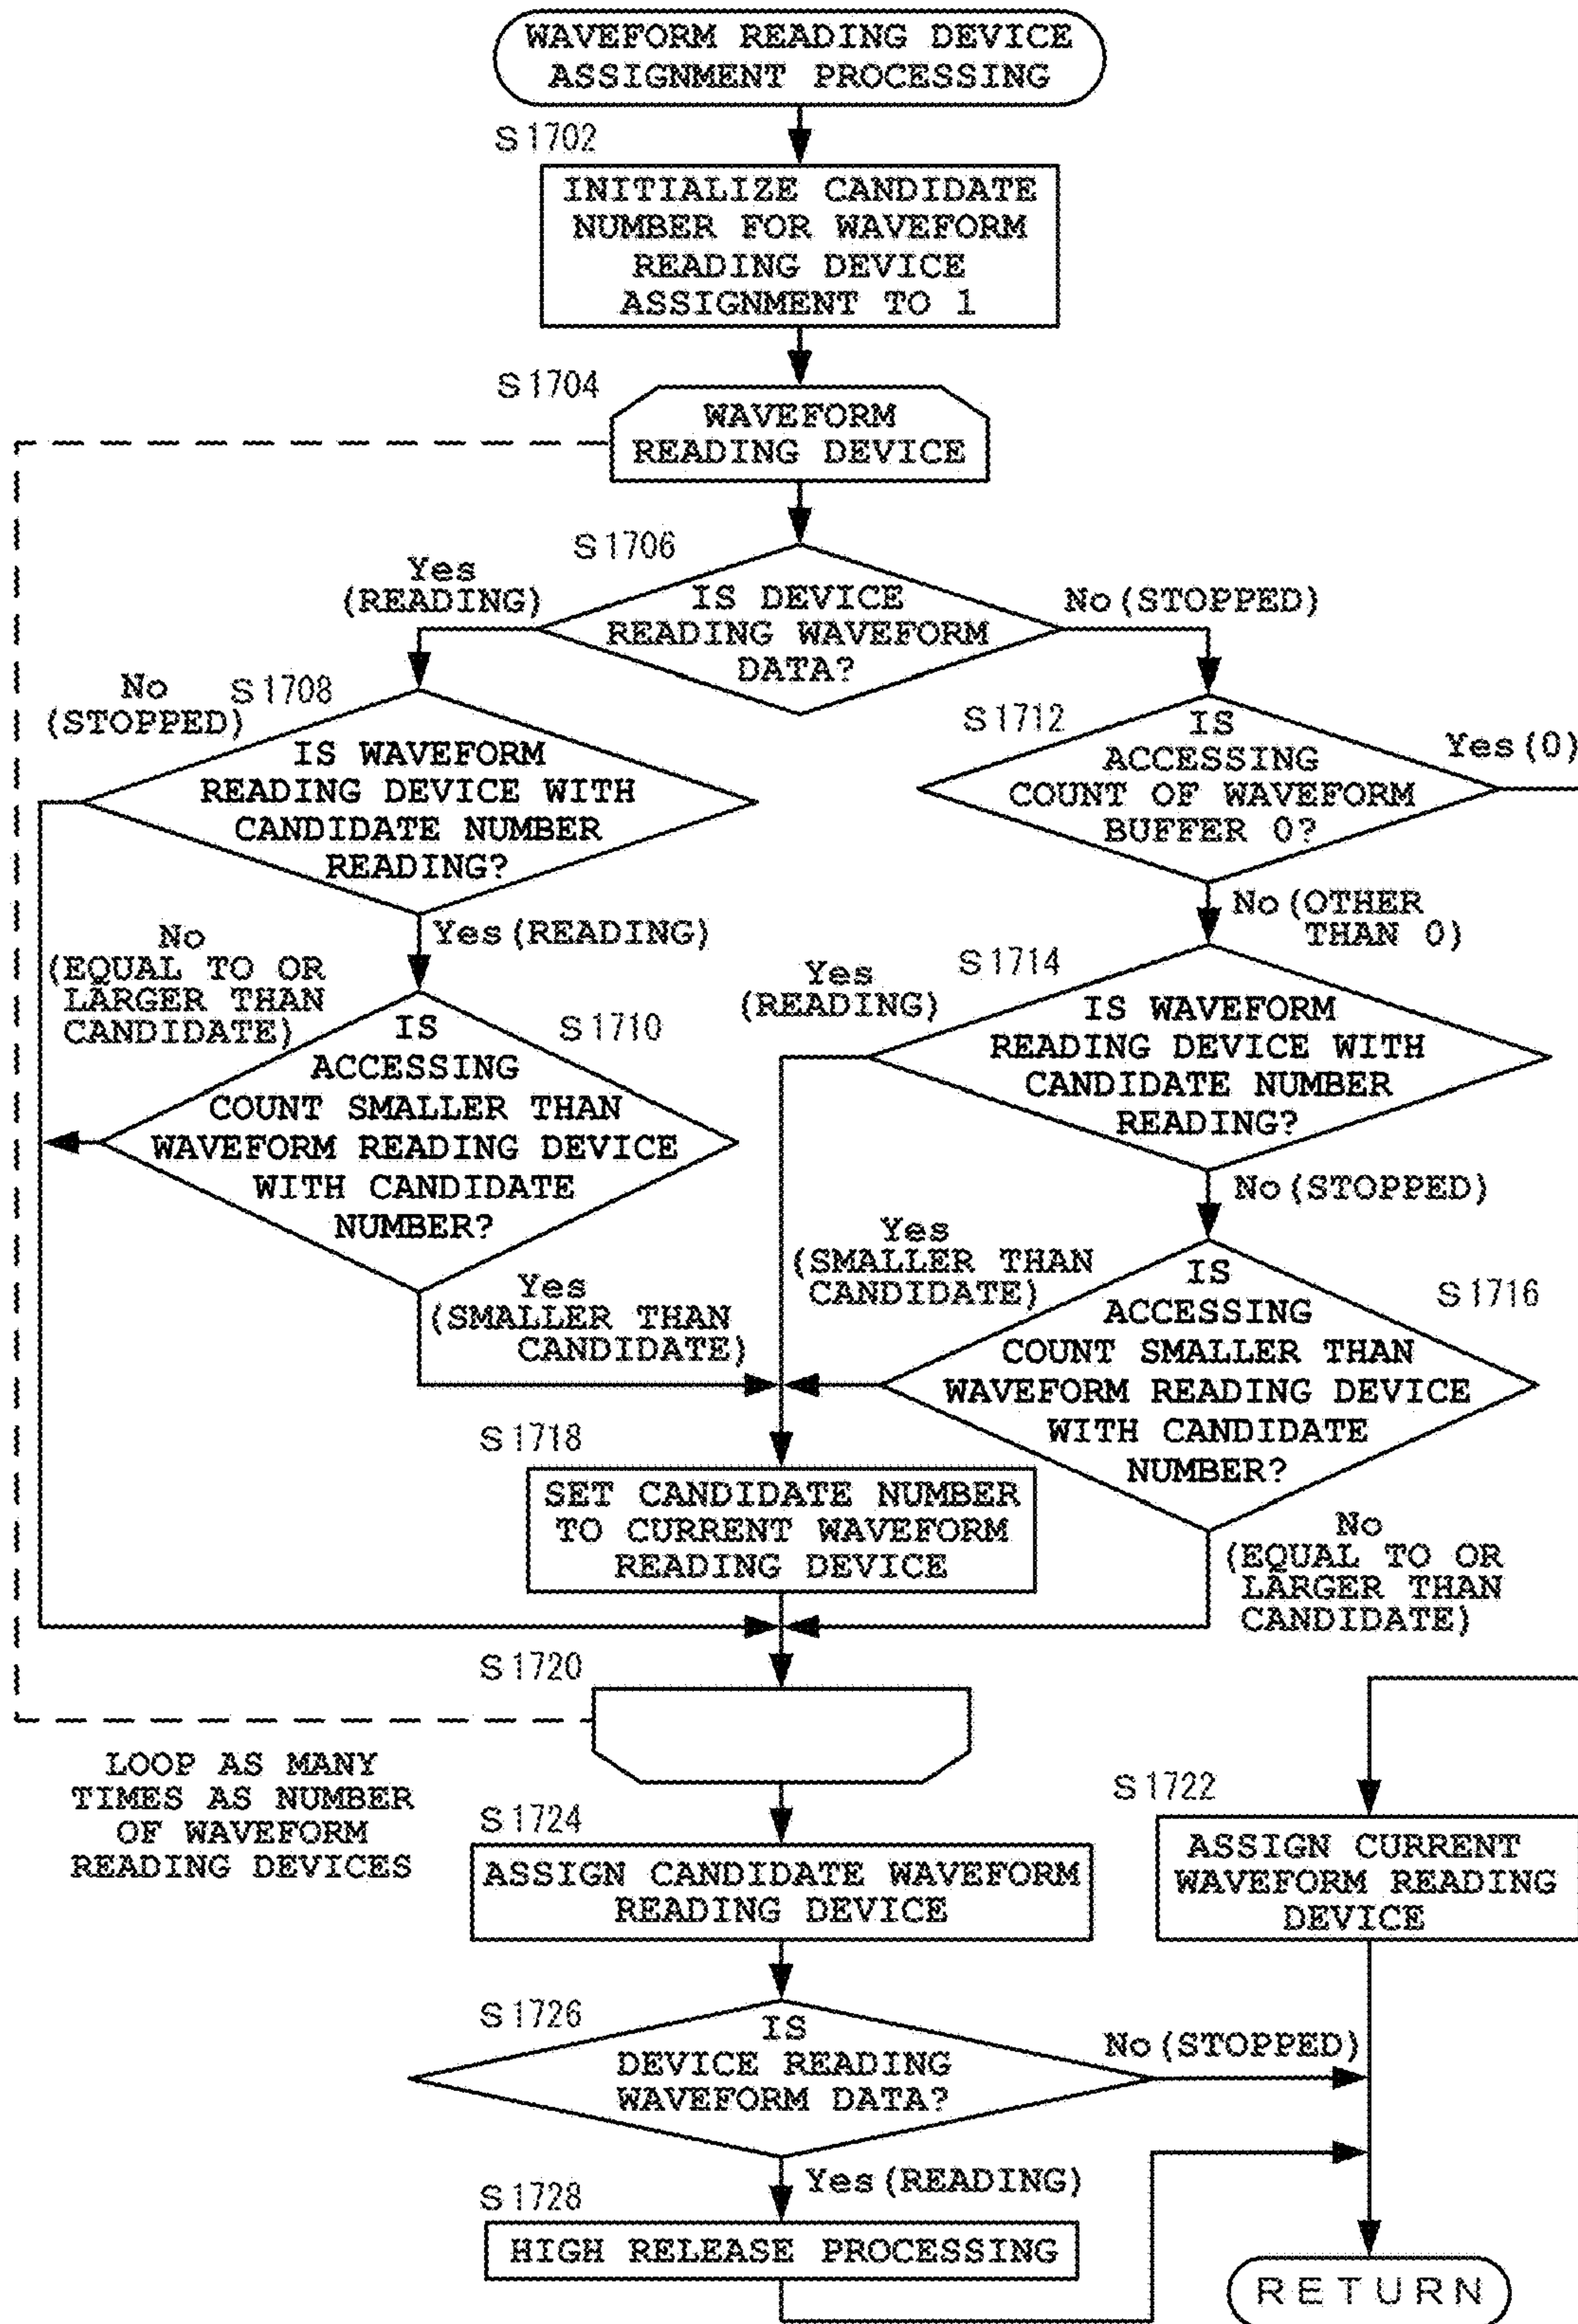 WAVEFORM READING DEVICE
ASSIGNMENT PROCESSING
S1702
INITIALIZE CANDIDATE
NUMBER FOR WAVEFORM
READING DEVICE
ASSIGNMENT TO 1
S1704
WAVEFORM
READING DEVICE
S1706
IS DEVICE
READING WAVEFORM
DATA?
Yes
(READING)
No (STOPPED)
S1708
No
(STOPPED)
IS WAVEFORM
READING DEVICE WITH
CANDIDATE NUMBER
READING?
S1712
IS
ACCESSING
COUNT OF WAVEFORM
BUFFER 0?
Yes (0)
Yes (READING)
No (OTHER
THAN 0)
No
(EQUAL TO OR
LARGER THAN
CANDIDATE)
S1710
IS
ACCESSING
COUNT SMALLER THAN
WAVEFORM READING DEVICE
WITH CANDIDATE
NUMBER?
Yes
(READING)
S1714
IS WAVEFORM
READING DEVICE WITH
CANDIDATE NUMBER
READING?
No (STOPPED)
Yes
(SMALLER THAN
CANDIDATE)
Yes
(SMALLER THAN
CANDIDATE)
S1716
IS
ACCESSING
COUNT SMALLER THAN
WAVEFORM READING DEVICE
WITH CANDIDATE
NUMBER?
S1718
SET CANDIDATE NUMBER
TO CURRENT WAVEFORM
READING DEVICE
No
(EQUAL TO OR
LARGER THAN
CANDIDATE)
S1720
LOOP AS MANY
TIMES AS NUMBER
OF WAVEFORM
READING DEVICES
S1722
ASSIGN CURRENT
WAVEFORM READING
DEVICE
S1724
ASSIGN CANDIDATE WAVEFORM
READING DEVICE
S1726
IS
DEVICE READING
WAVEFORM DATA?
No (STOPPED)
Yes (READING)
S1728
HIGH RELEASE PROCESSING
RETURN